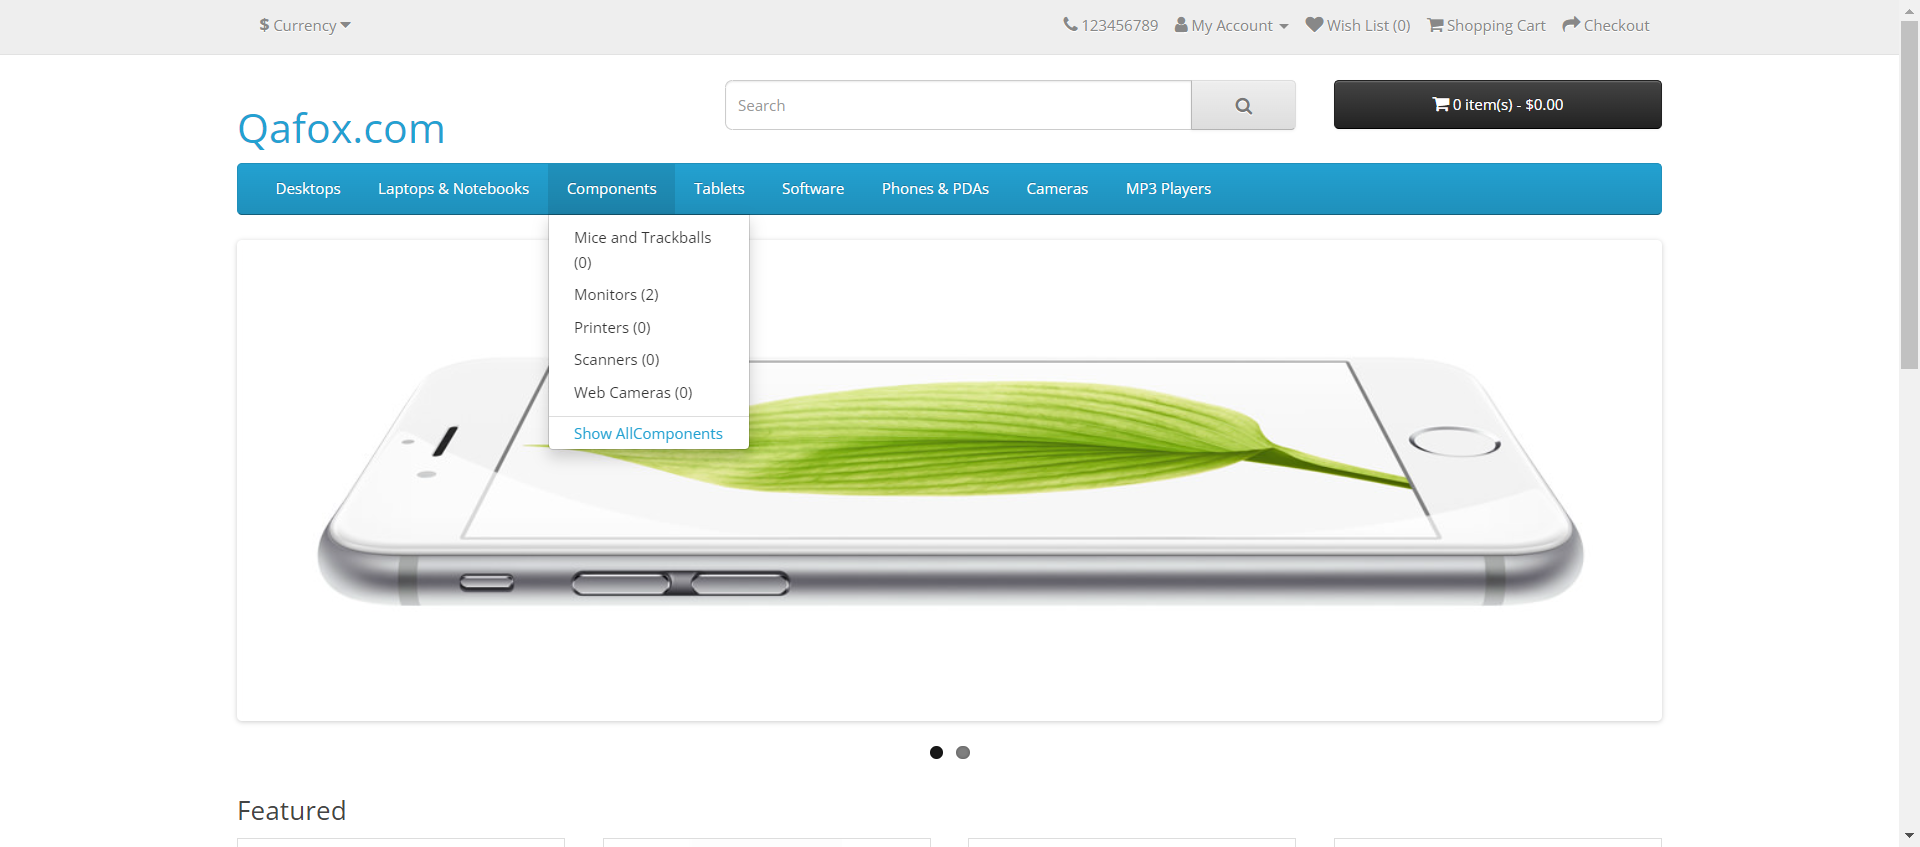 $ Currency
123456789 My Account Wish List (0) Shopping Cart Checkout
Qafox.com
Search
0 item(s) - $0.00
Desktops Laptops & Notebooks Components Tablets Software Phones & PDAs Cameras MP3 Players
Mice and Trackballs
(0)
Monitors (2)
Printers (0)
Scanners (0)
Web Cameras (0)
Show AllComponents
Featured